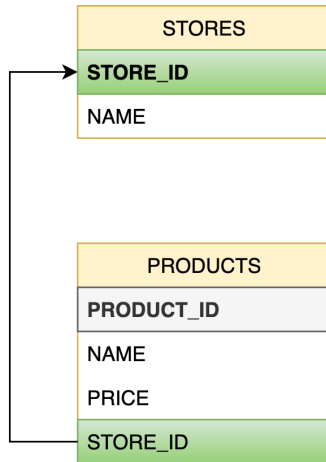 STORES
STORE_ID
NAME
PRODUCTS
PRODUCT_ID
NAME
PRICE
STORE_ID